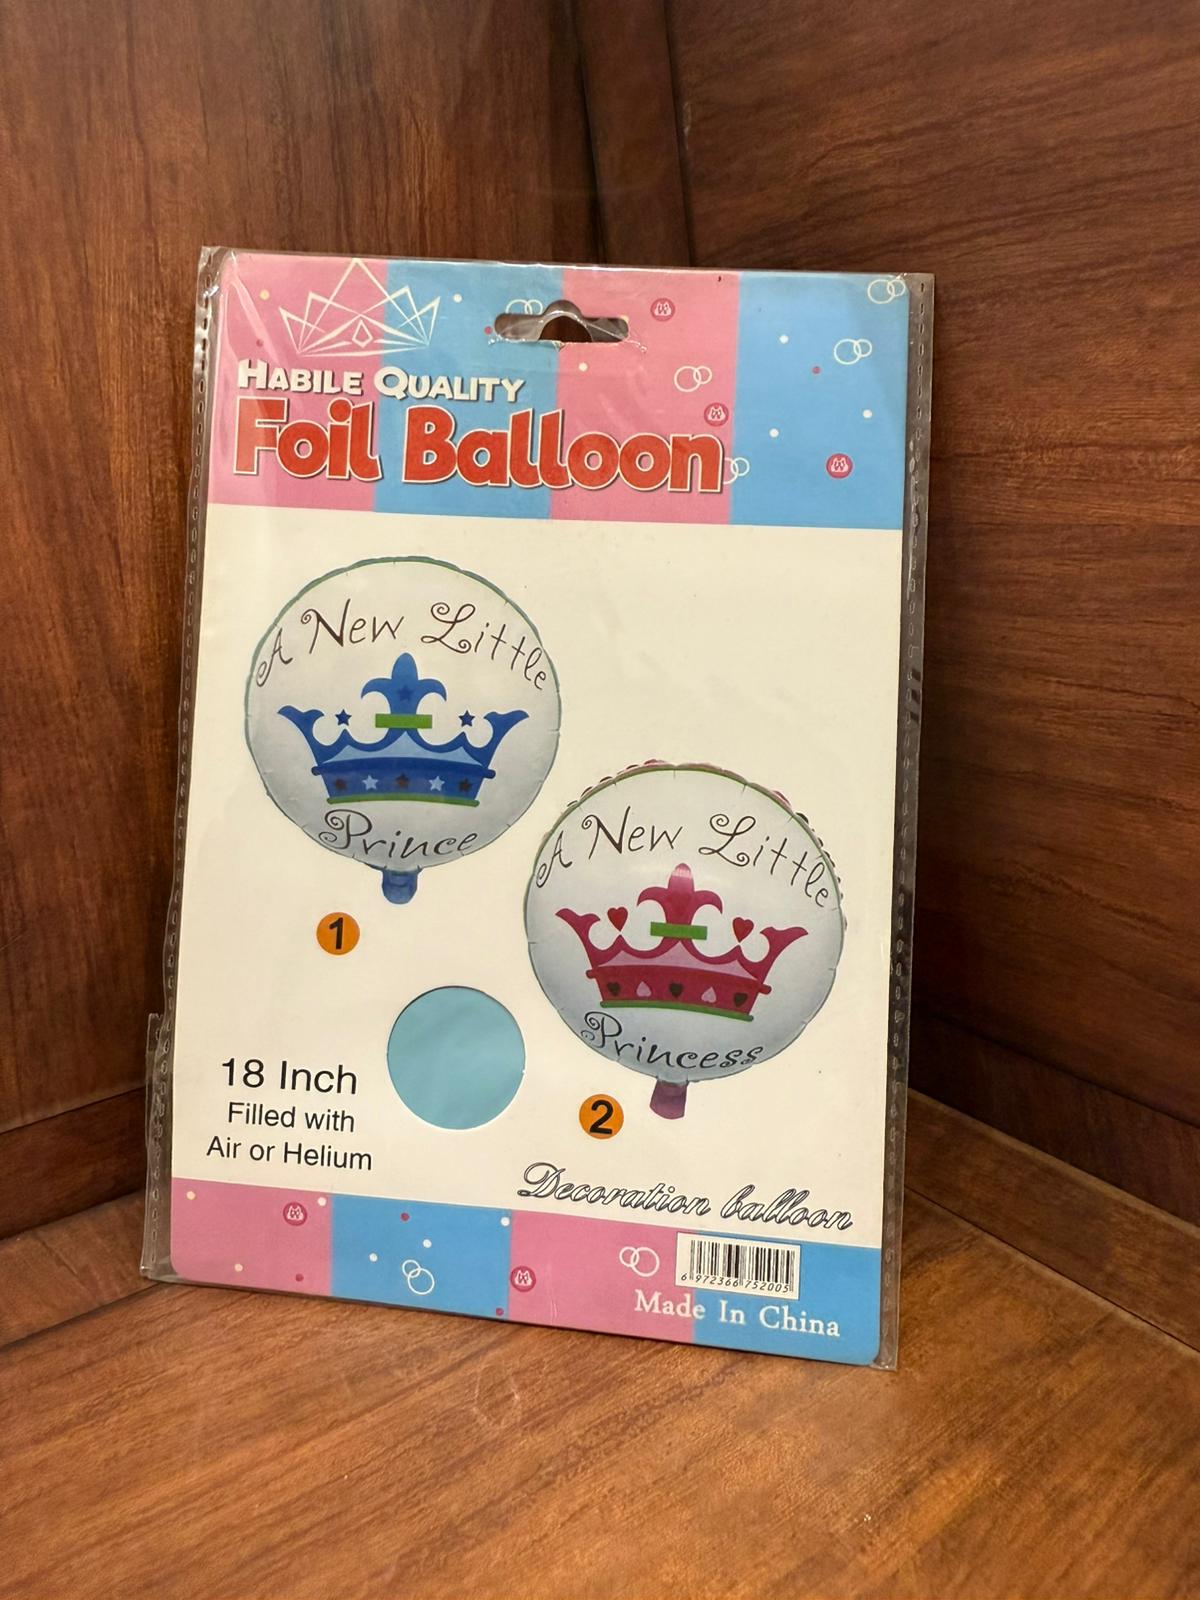 HABILE QUALITY
Foil Balloon
A New Little
Prince
1
A New Little
Princess
2
18 Inch
Filled with
Air or Helium
Decoration balloon
6 972366 752005
Made In China